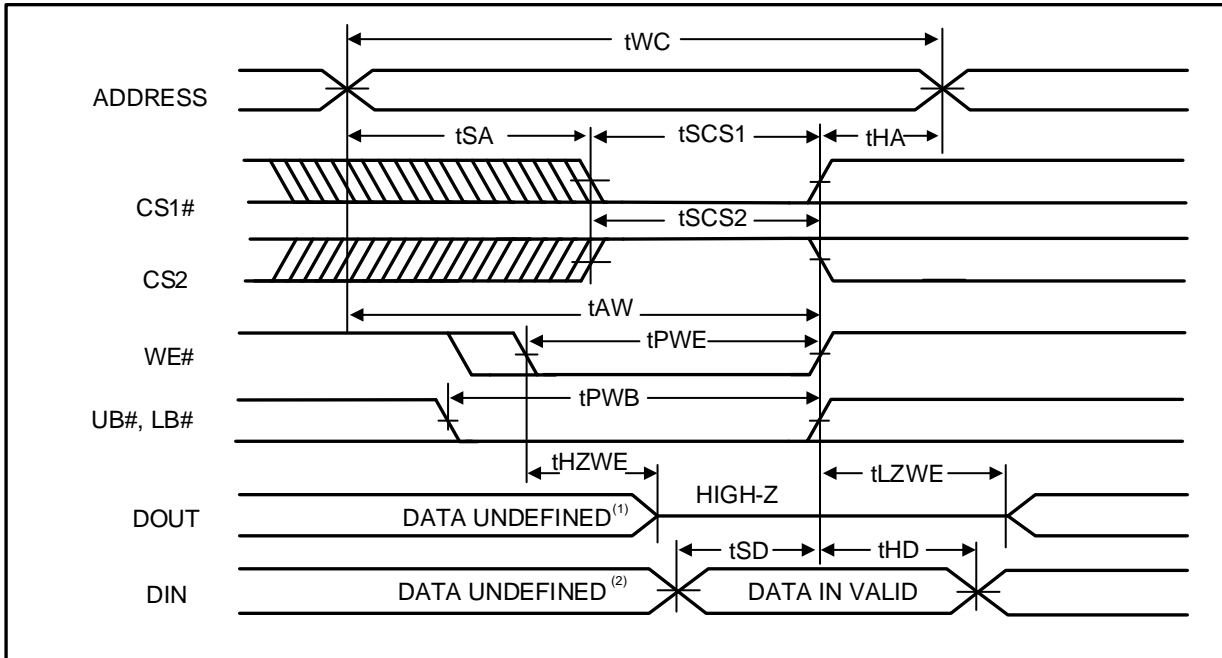 tWC
ADDRESS
tSA
tSCS1
tHA
CS1#
tSCS2
CS2
tAW
WE#
tPWE
UB#, LB#
tPWB
tHZWE
tLZWE
HIGH-Z
DOUT
DATA UNDEFINED(1)
tSD
tHD
DIN
DATA UNDEFINED (2)
DATA IN VALID